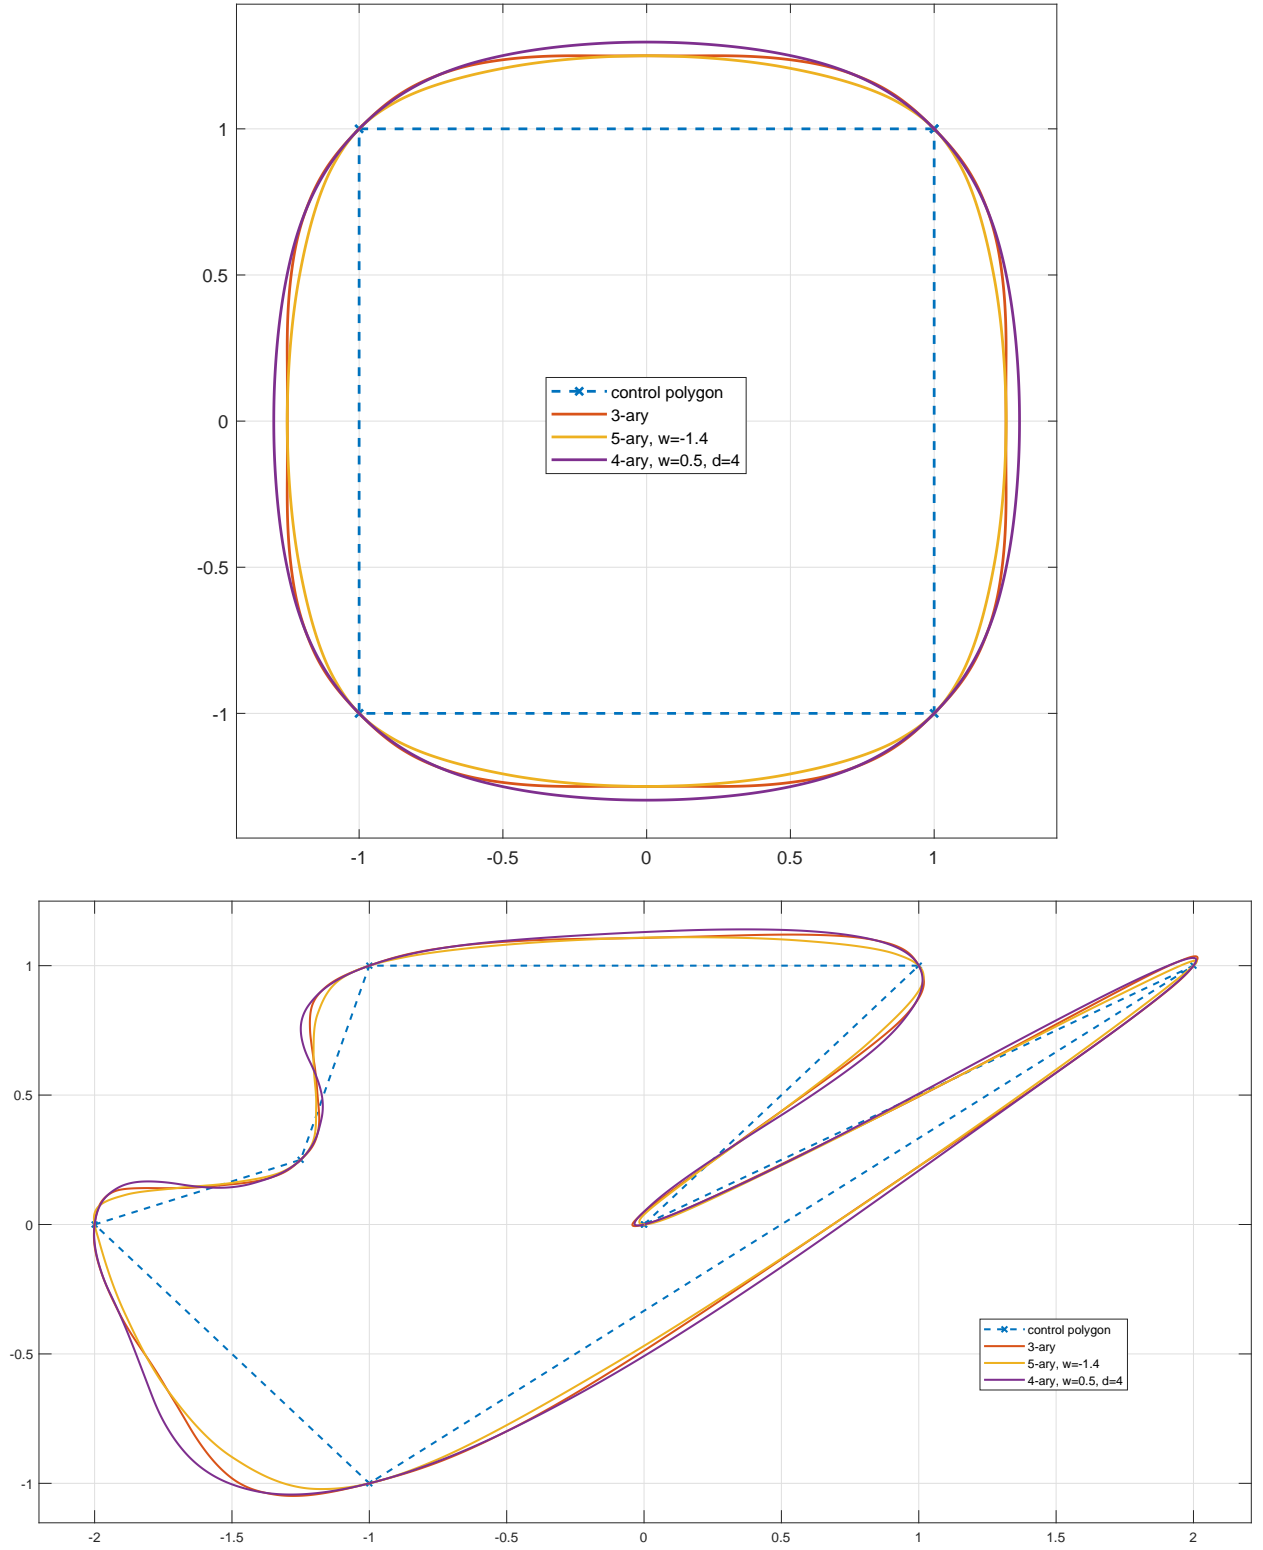 1
0.5
0
-0.5
-1
control polygon
3-ary
5-ary, w=-1.4
4-ary, w=0.5, d=4
-1 -0.5 0 0.5 1
1
0.5
0
-0.5
-1
control polygon
3-ary
5-ary, w=-1.4
4-ary, w=0.5, d=4
-2 -1.5 -1 -0.5 0 0.5 1 1.5 2